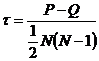 τ = P − Q
1/2 N(N − 1)